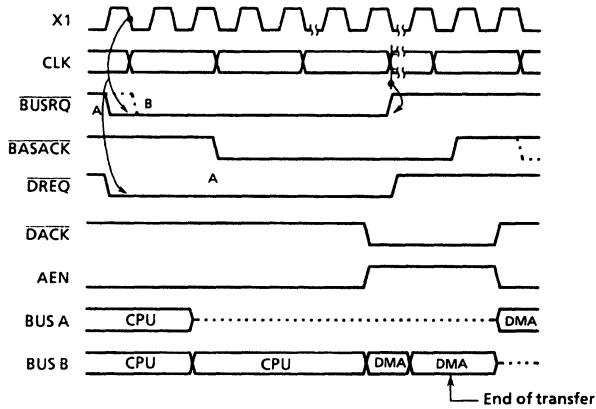 X1
CLK
BUSRQ
A
B
BASACK
DREQ
A
DACK
AEN
BUS A
CPU
DMA
BUS B
CPU
CPU
DMA
DMA
End of transfer